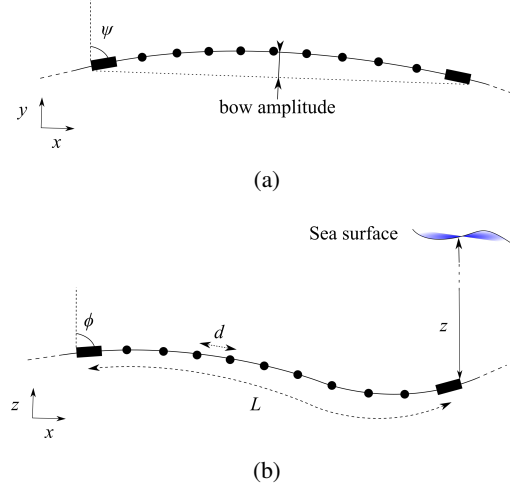 ψ
bow amplitude
y
x
(a)
Sea surface
ϕ
d
z
L
z
x
(b)